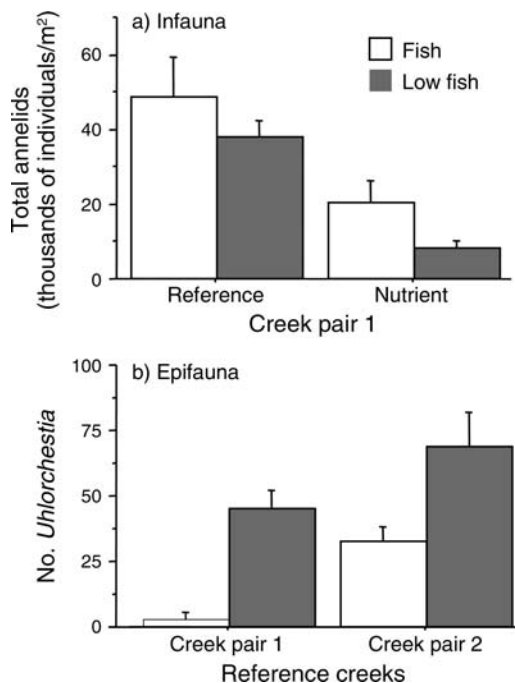 a) Infauna
Fish
Low fish
Total annelids
(thousands of individuals/m²)
60
40
20
0
Reference
Nutrient
Creek pair 1
b) Epifauna
No. Uhlorchestia
100
75
50
25
0
Creek pair 1
Creek pair 2
Reference creeks